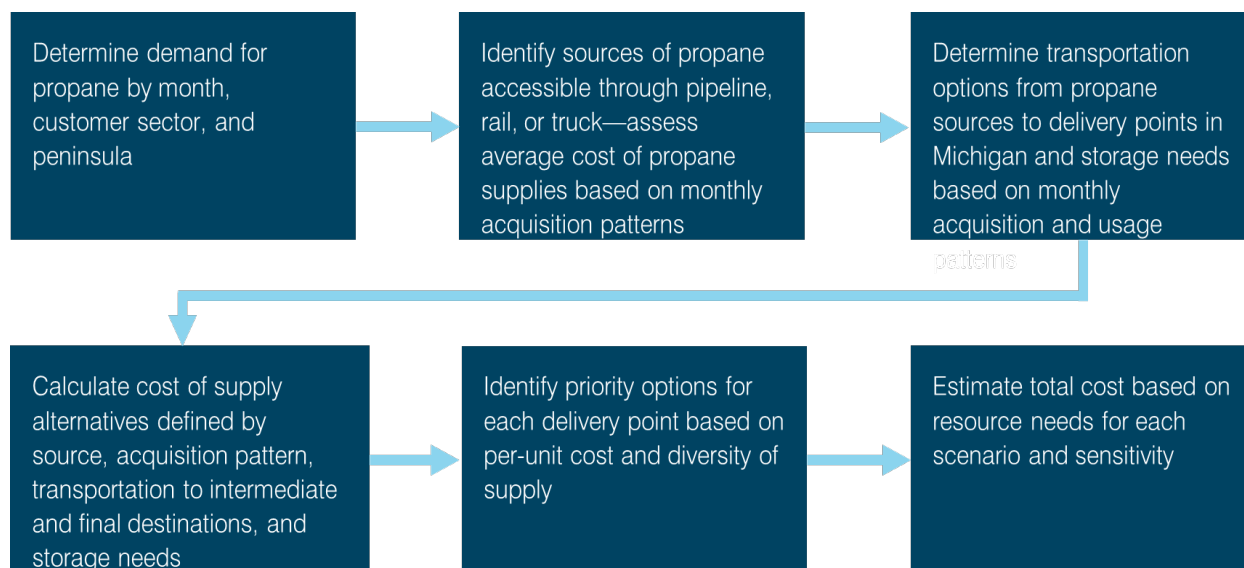 Determine demand for
propane by month,
customer sector, and
peninsula
Identify sources of propane
accessible through pipeline,
rail, or truck—assess
average cost of propane
supplies based on monthly
acquisition patterns
Determine transportation
options from propane
sources to delivery points in
Michigan and storage needs
based on monthly
acquisition and usage
patterns
Calculate cost of supply
alternatives defined by
source, acquisition pattern,
transportation to intermediate
and final destinations, and
storage needs
Identify priority options for
each delivery point based on
per-unit cost and diversity of
supply
Estimate total cost based on
resource needs for each
scenario and sensitivity